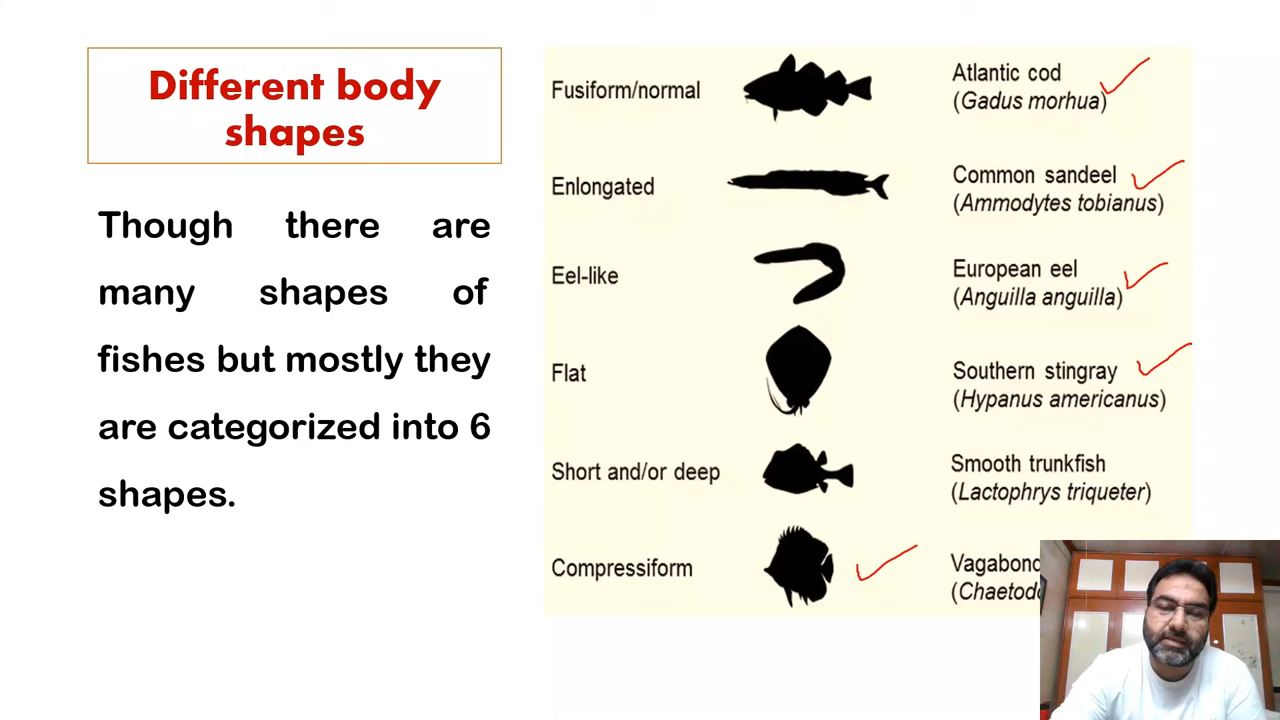 Different body
shapes
Though there are
many shapes of
fishes but mostly they
are categorized into 6
shapes.
Fusiform/normal
Atlantic cod
(Gadus morhua)
Enlongated
Common sandeel
(Ammodytes tobianus)
Eel-like
European eel
(Anguilla anguilla)
Flat
Southern stingray
(Hypanus americanus)
Short and/or deep
Smooth trunkfish
(Lactophrys triqueter)
Compressiform